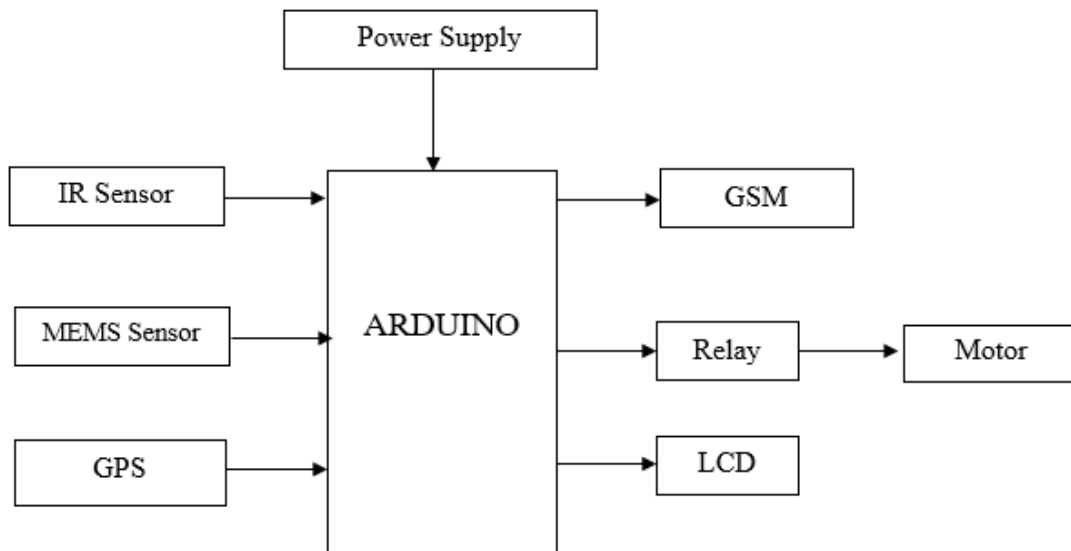 Power Supply
IR Sensor
GSM
MEMS Sensor
ARDUINO
Relay
Motor
GPS
LCD